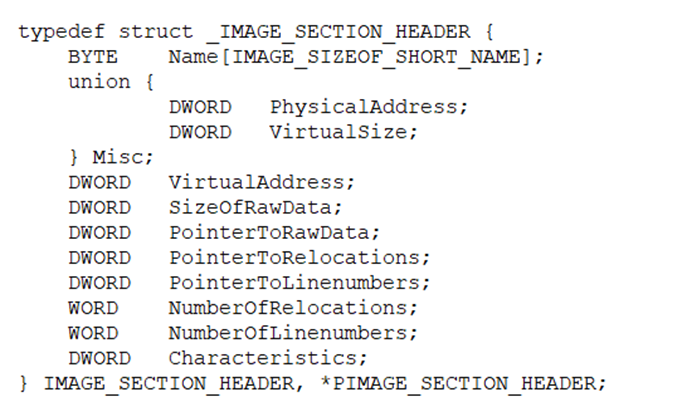 typedef struct _IMAGE_SECTION_HEADER {
BYTE Name[IMAGE_SIZEOF_SHORT_NAME];
union {
DWORD PhysicalAddress;
DWORD VirtualSize;
} Misc;
DWORD VirtualAddress;
DWORD SizeOfRawData;
DWORD PointerToRawData;
DWORD PointerToRelocations;
DWORD PointerToLinenumbers;
WORD NumberOfRelocations;
WORD NumberOfLinenumbers;
DWORD Characteristics;
} IMAGE_SECTION_HEADER, *PIMAGE_SECTION_HEADER;